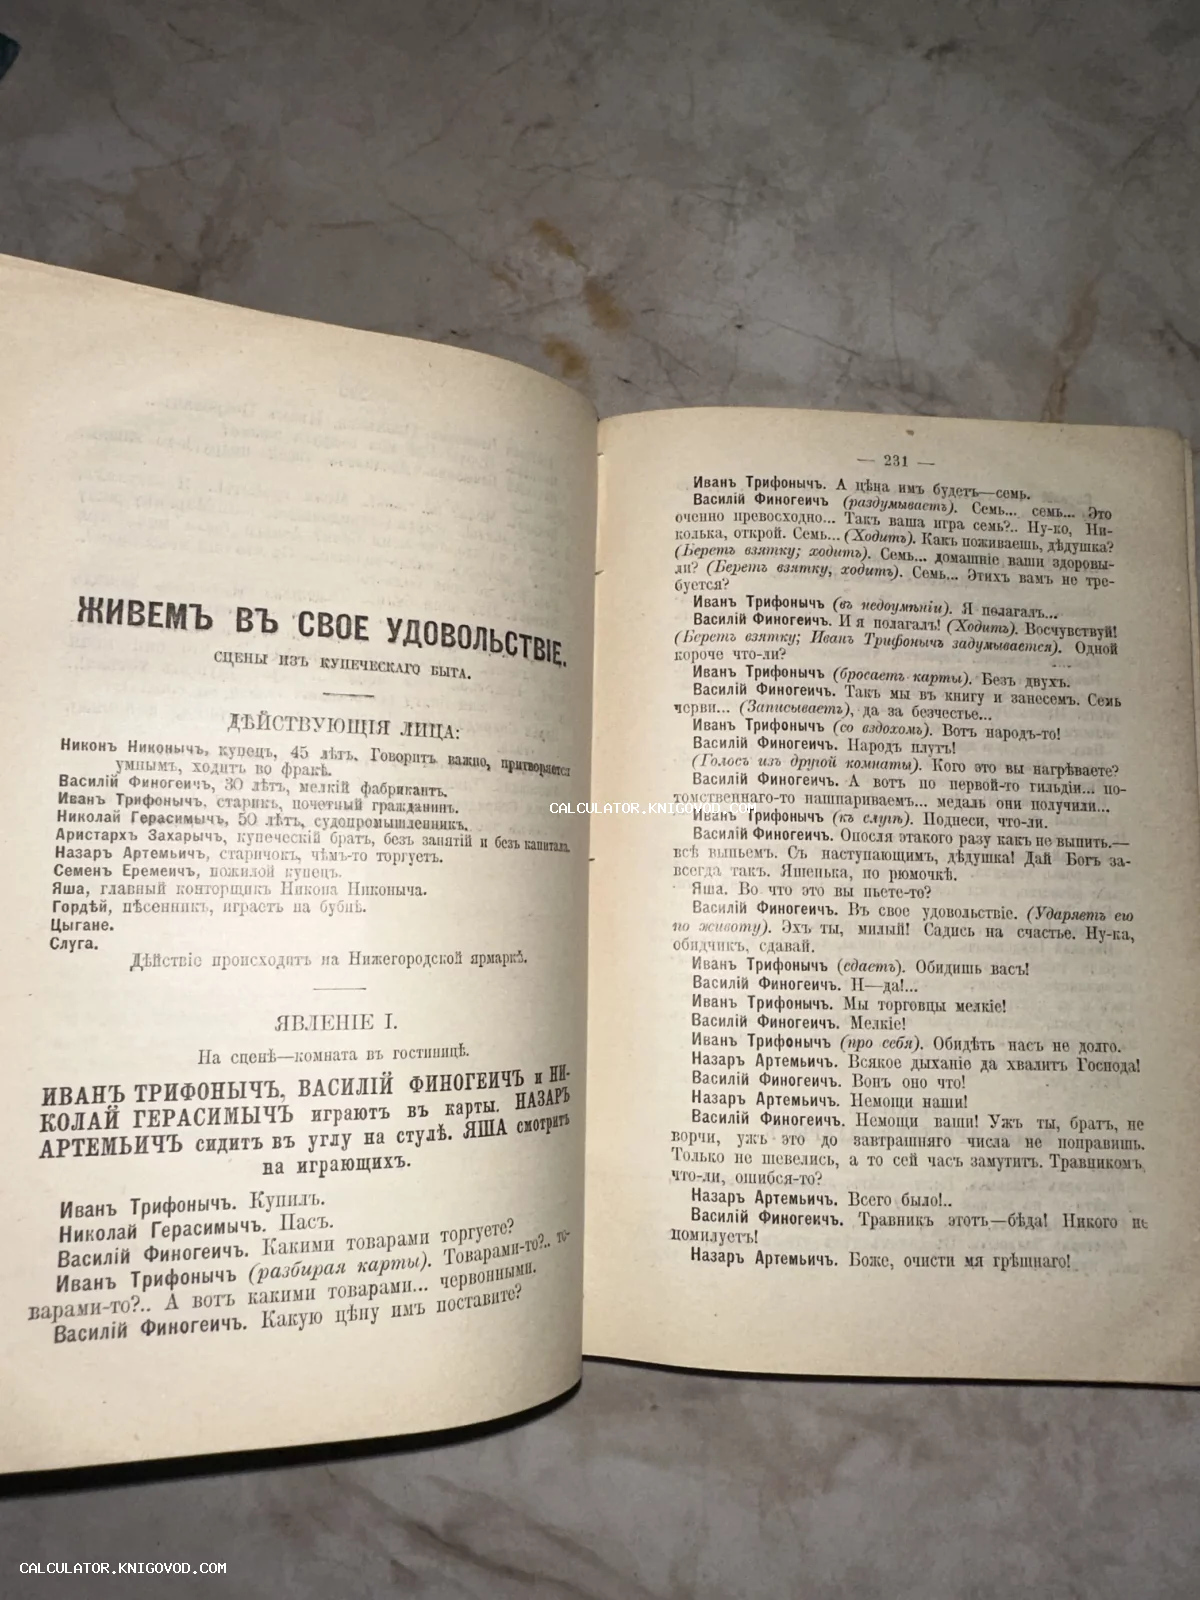 ЖИВЕМЪ ВЪ СВОЕ УДОВОЛЬСТВІЕ.
СЦЕНЫ ИЗЪ КУПЕЧЕСКАГО БЫТА.
ДѢЙСТВУЮЩІЯ ЛИЦА:
Никонъ Никонычъ, купецъ, 45 лѣтъ. Говоритъ важно, притворяется
умнымъ, ходитъ во фракѣ.
Василій Финогеичъ, 30 лѣтъ, мелкій фабрикантъ.
Иванъ Трифонычъ, старикъ, почетный гражданинъ.
Николай Герасимычъ, 50 лѣтъ, судопромышленникъ.
Аристархъ Захарычъ, купеческій братъ, безъ занятій и безъ капитала.
Назаръ Артемьичъ, старичокъ, чѣмъ-то торгуетъ.
Семенъ Еремеичъ, пожилой купецъ.
Яша, главный конторщикъ Никона Никоныча.
Гордѣй, пѣсенникъ, играетъ на бубнѣ.
Цыгане.
Слуга.
Дѣйствіе происходитъ на Нижегородской ярмаркѣ.
ЯВЛЕНІЕ I.
На сценѣ—комната въ гостиницѣ.
ИВАНЪ ТРИФОНЫЧЪ, ВАСИЛІЙ ФИНОГЕИЧЪ и НИ-
КОЛАЙ ГЕРАСИМЫЧЪ играютъ въ карты. НАЗАРЪ
АРТЕМЬИЧЪ сидитъ въ углу на стулѣ. ЯША смотритъ
на играющихъ.
Иванъ Трифонычъ. Купилъ.
Николай Герасимычъ. Пасъ.
Василій Финогеичъ. Какими товарами торгуете?
Иванъ Трифонычъ (разбирая карты). Товарами-то?.. то-
варами-то?.. А вотъ какими товарами... червонными.
Василій Финогеичъ. Какую цѣну имъ поставите?
— 231 —
Иванъ Трифонычъ. А цѣна имъ будетъ—семь.
Василій Финогеичъ (раздумываетъ). Семь... семь... Это
оченно превосходно... Такъ ваша игра семь?.. Ну-ко, Ни-
колька, открой. Семь... (Ходитъ). Какъ поживаешь, дѣдушка?
(Беретъ взятку; ходитъ). Семь... домашніе ваши здоровы-
ли? (Беретъ взятку, ходитъ). Семь... Этихъ вамъ не тре-
буется?
Иванъ Трифонычъ (въ недоумѣніи). Я полагалъ...
Василій Финогеичъ. И я полагалъ! (Ходитъ). Восчувствуй!
(Беретъ взятку; Иванъ Трифонычъ задумывается). Одной
короче что-ли?
Иванъ Трифонычъ (бросаетъ карты). Безъ двухъ.
Василій Финогеичъ. Такъ мы въ книгу и занесемъ. Семь
черви... (Записываетъ), да за безчестье...
Иванъ Трифонычъ (со вздохомъ). Вотъ народъ-то!
Василій Финогеичъ. Народъ плутъ!
(Голосъ изъ другой комнаты). Кого это вы нагрѣваете?
Василій Финогеичъ. А вотъ по первой-то гильдіи... по-
томственнаго-то нашпариваемъ... медаль они получили...
Иванъ Трифонычъ (къ слугѣ). Поднеси, что-ли.
Василій Финогеичъ. Опосля этакого разу какъ не выпить.—
всѣ выпьемъ. Съ наступающимъ, дѣдушка! Дай Богъ за-
всегда такъ. Яшенька, по рюмочкѣ.
Яша. Во что это вы пьете-то?
Василій Финогеичъ. Въ свое удовольствіе. (Ударяетъ его
по животу). Эхъ ты, милый! Садись на счастье. Ну-ка,
обидчикъ, сдавай.
Иванъ Трифонычъ (сдаетъ). Обидишь васъ!
Василій Финогеичъ. Н—да!...
Иванъ Трифонычъ. Мы торговцы мелкіе!
Василій Финогеичъ. Мелкіе!
Иванъ Трифонычъ (про себя). Обидѣть насъ не долго.
Назаръ Артемьичъ. Всякое дыханіе да хвалитъ Господа!
Василій Финогеичъ. Вонъ оно что!
Назаръ Артемьичъ. Немощи наши!
Василій Финогеичъ. Немощи ваши! Ужъ ты, братъ, не
ворчи, ужъ это до завтрашняго числа не поправишь.
Только не шевелись, а то сей часъ замутитъ. Травникомъ,
что-ли, ошибся-то?
Назаръ Артемьичъ. Всего было!..
Василій Финогеичъ. Травникъ этотъ—бѣда! Никого не
помилуетъ!
Назаръ Артемьичъ. Боже, очисти мя грѣшнаго!
CALCULATOR.KNIGOVOD.COM
CALCULATOR.KNIGOVOD.COM